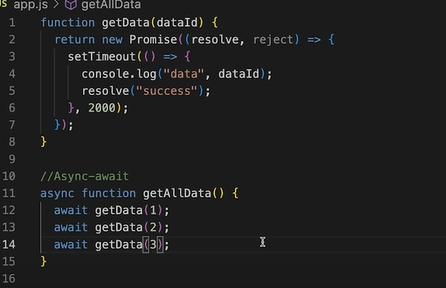 JS app.js > getAllData
1 function getData(dataId) {
2 return new Promise((resolve, reject) => {
3 setTimeout(() => {
4 console.log("data", dataId);
5 resolve("success");
6 }, 2000);
7 });
8 }
9
10 //Async-await
11 async function getAllData() {
12 await getData(1);
13 await getData(2);
14 await getData(3);
15 }
16